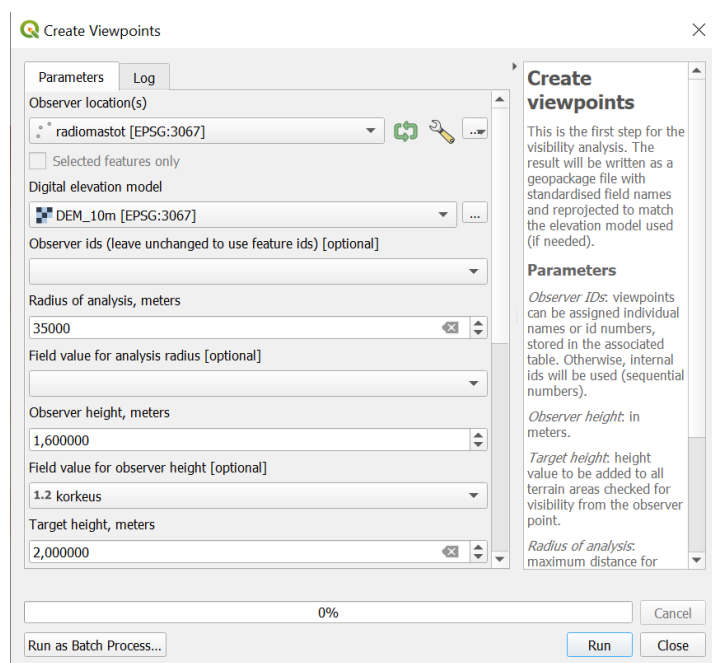 Create Viewpoints
Parameters
Log
Observer location(s)
radiomastot [EPSG:3067]
...
Selected features only
Digital elevation model
DEM_10m [EPSG:3067]
...
Observer ids (leave unchanged to use feature ids) [optional]
Radius of analysis, meters
35000
Field value for analysis radius [optional]
Observer height, meters
1,600000
Field value for observer height [optional]
1.2 korkeus
Target height, meters
2,000000
Create
viewpoints
This is the first step for the
visibility analysis. The
result will be written as a
geopackage file with
standardised field names
and reprojected to match
the elevation model used
(if needed).
Parameters
Observer IDs: viewpoints
can be assigned individual
names or id numbers,
stored in the associated
table. Otherwise, internal
ids will be used (sequential
numbers).
Observer height: in
meters.
Target height: height
value to be added to all
terrain areas checked for
visibility from the observer
point.
Radius of analysis:
maximum distance for
0%
Cancel
Run as Batch Process...
Run
Close